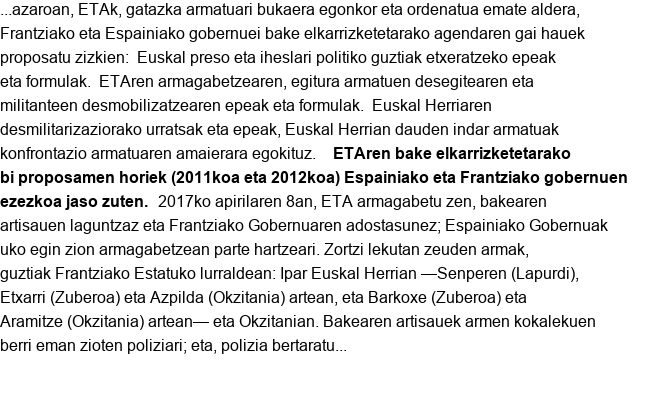 ...azaroan, ETAk, gatazka armatuari bukaera egonkor eta ordenatua emate aldera,
Frantziako eta Espainiako gobernuei bake elkarrizketetarako agendaren gai hauek
proposatu zizkien:  Euskal preso eta iheslari politiko guztiak etxeratzeko epeak
eta formulak.  ETAren armagabetzearen, egitura armatuen desegitearen eta
militanteen desmobilizatzearen epeak eta formulak.  Euskal Herriaren
desmilitarizaziorako urratsak eta epeak, Euskal Herrian dauden indar armatuak
konfrontazio armatuaren amaierara egokituz.    ETAren bake elkarrizketetarako
bi proposamen horiek (2011koa eta 2012koa) Espainiako eta Frantziako gobernuen
ezezkoa jaso zuten.  2017ko apirilaren 8an, ETA armagabetu zen, bakearen
artisauen laguntzaz eta Frantziako Gobernuaren adostasunez; Espainiako Gobernuak
uko egin zion armagabetzean parte hartzeari. Zortzi lekutan zeuden armak,
guztiak Frantziako Estatuko lurraldean: Ipar Euskal Herrian —Senperen (Lapurdi),
Etxarri (Zuberoa) eta Azpilda (Okzitania) artean, eta Barkoxe (Zuberoa) eta
Aramitze (Okzitania) artean— eta Okzitanian. Bakearen artisauek armen kokalekuen
berri eman zioten poliziari; eta, polizia bertaratu...